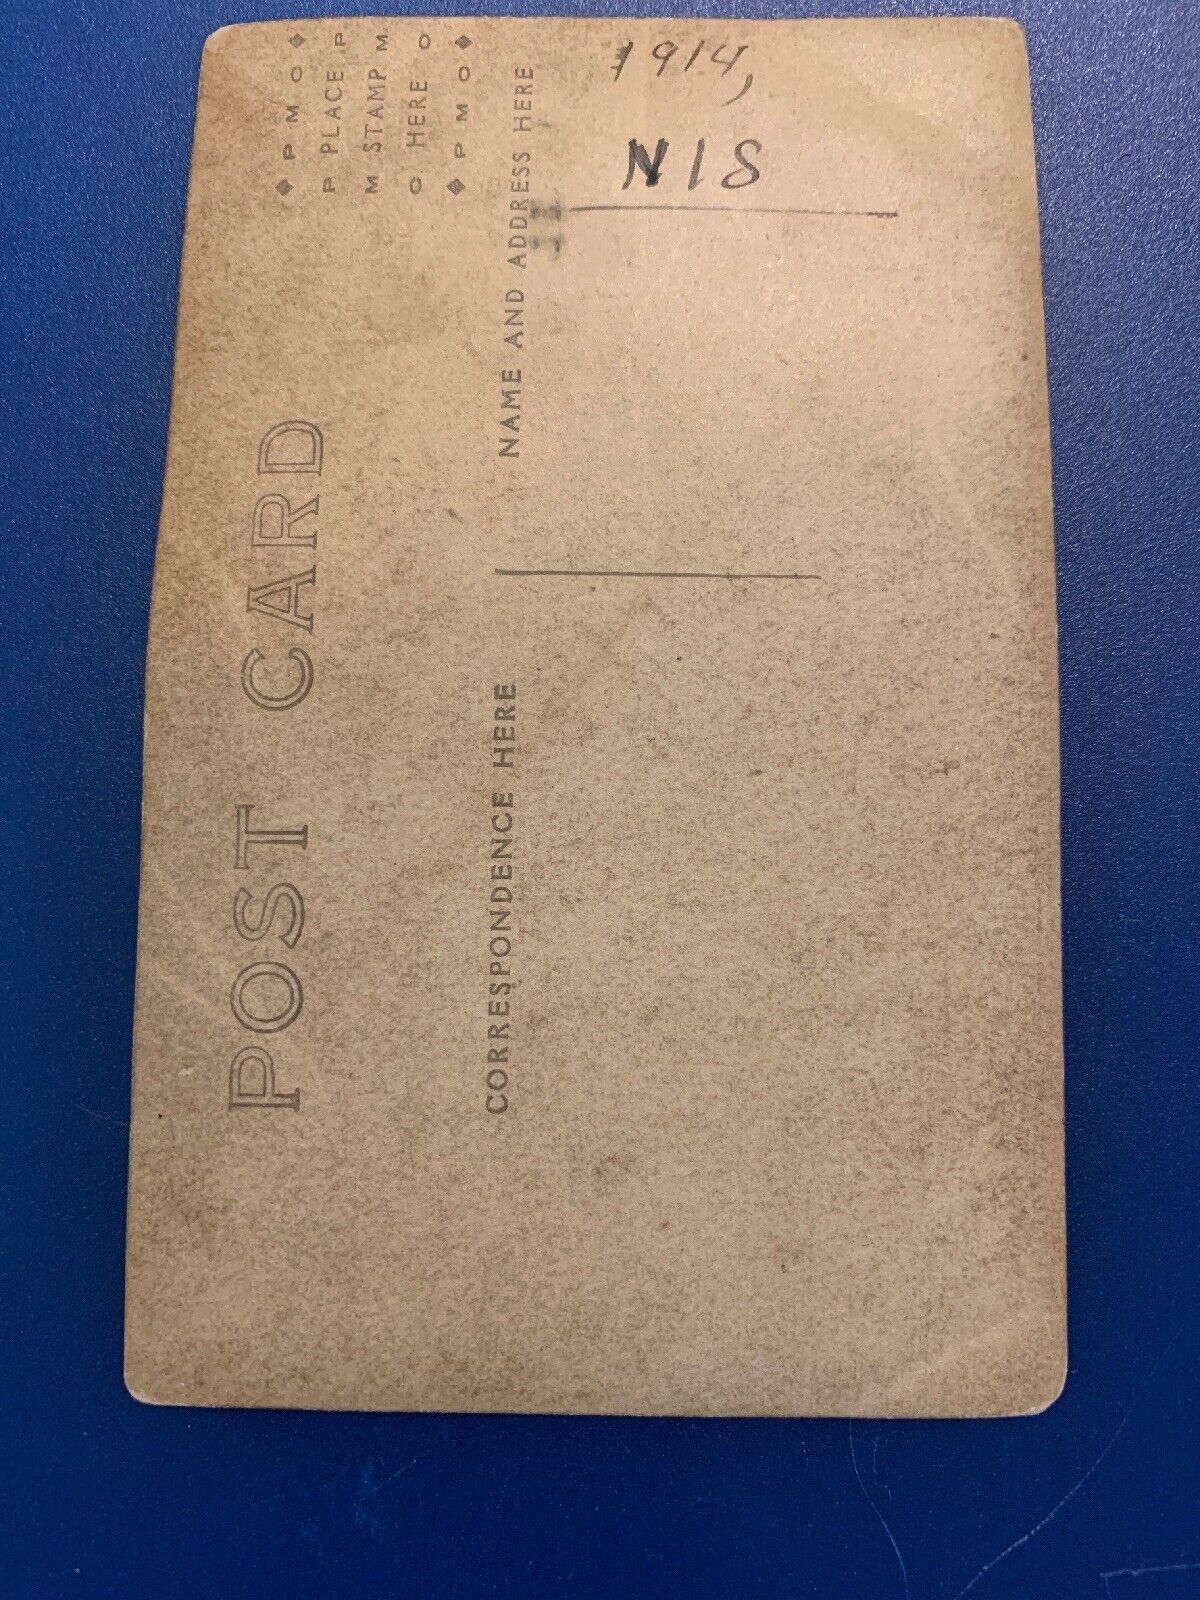 POST CARD
◆ P M C ◆
P PLACE P
M STAMP M
C HERE O
◆ P M O ◆
CORRESPONDENCE HERE
NAME AND ADDRESS HERE
1914,
N18